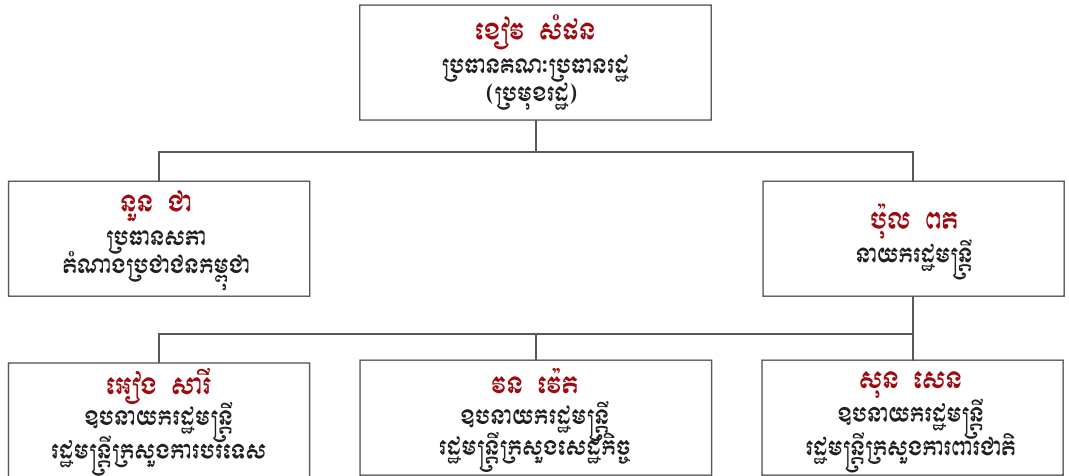 ខៀវ សំផន
ប្រធានគណៈប្រធានរដ្ឋ
(ប្រមុខរដ្ឋ)
នួន ជា
ប្រធានសភា
តំណាងប្រជាជនកម្ពុជា
ប៉ុល ពត
នាយករដ្ឋមន្ត្រី
អៀង សារី
ឧបនាយករដ្ឋមន្ត្រី
រដ្ឋមន្ត្រីក្រសួងការបរទេស
វន វ៉េត
ឧបនាយករដ្ឋមន្ត្រី
រដ្ឋមន្ត្រីក្រសួងសេដ្ឋកិច្ច
សុន សេន
ឧបនាយករដ្ឋមន្ត្រី
រដ្ឋមន្ត្រីក្រសួងការពារជាតិ